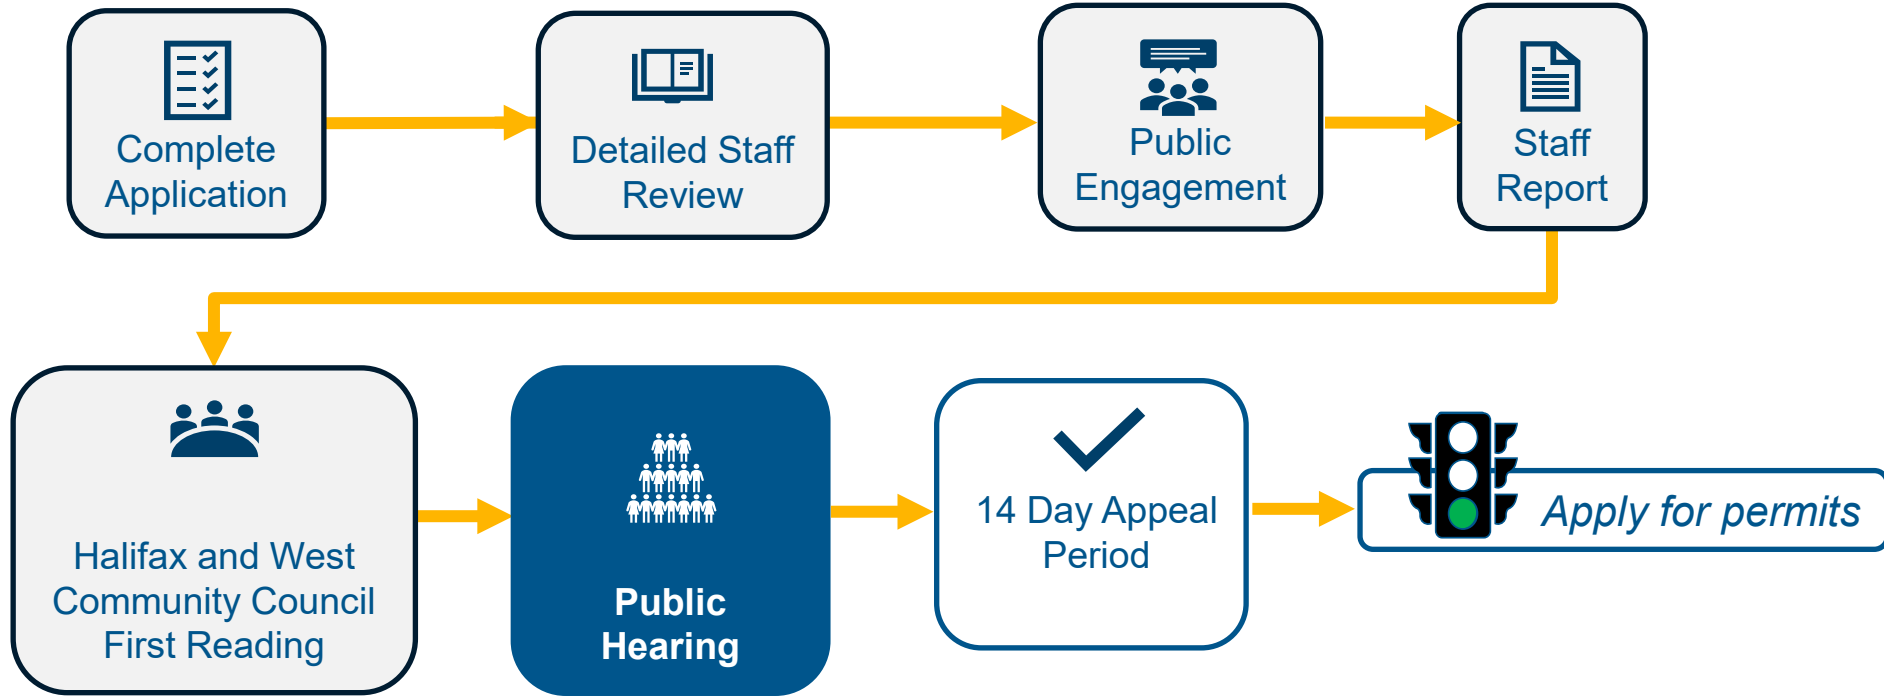 Complete
Application
Detailed Staff
Review
Public
Engagement
Staff
Report
Halifax and West
Community Council
First Reading
Public
Hearing
14 Day Appeal
Period
Apply for permits